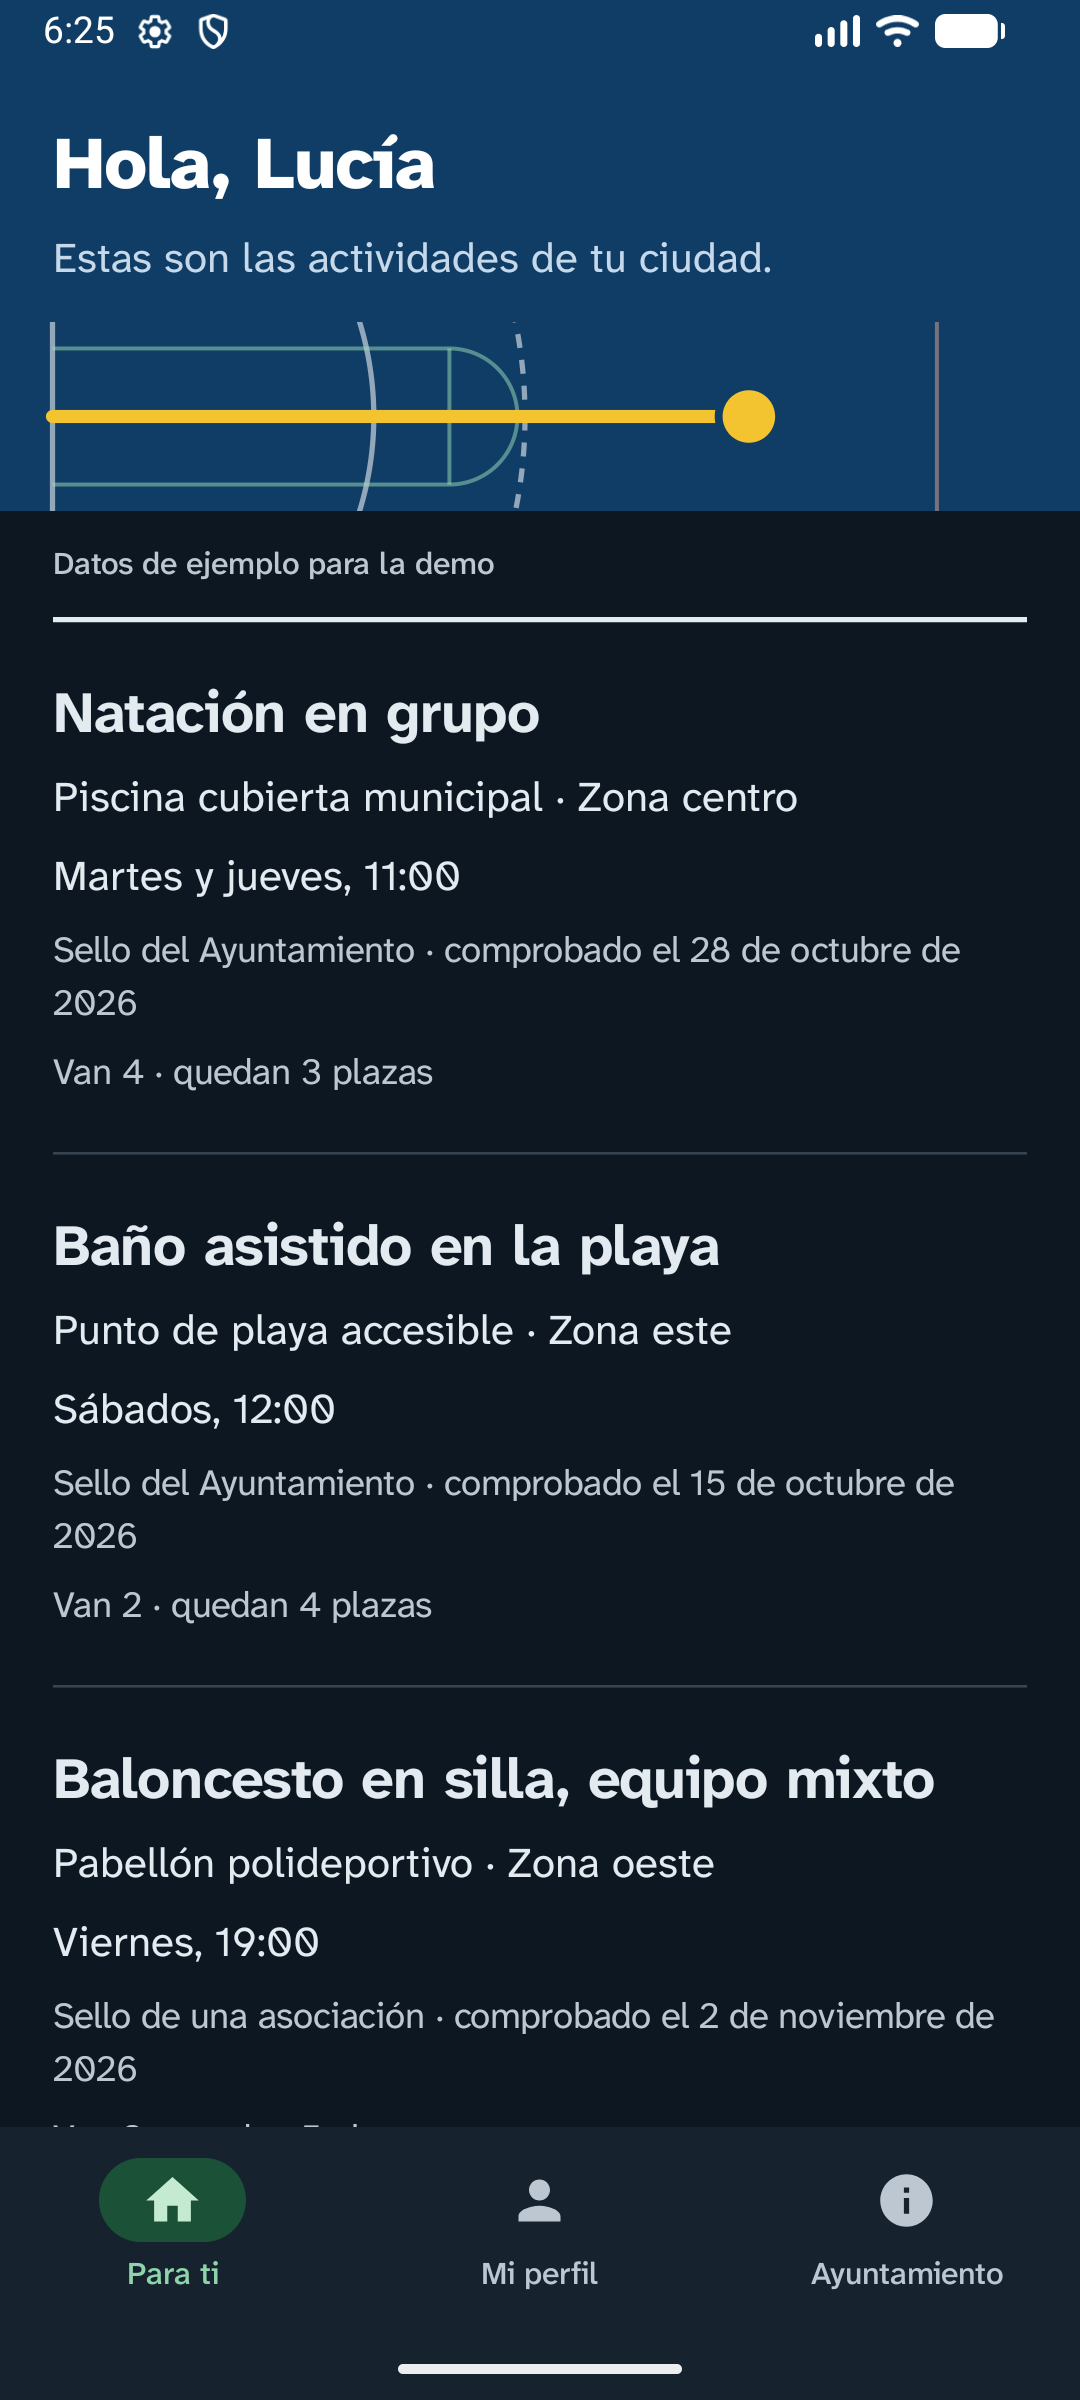 6:25
Hola, Lucía
Estas son las actividades de tu ciudad.
Datos de ejemplo para la demo
Natación en grupo
Piscina cubierta municipal · Zona centro
Martes y jueves, 11:00
Sello del Ayuntamiento · comprobado el 28 de octubre de
2026
Van 4 · quedan 3 plazas
Baño asistido en la playa
Punto de playa accesible · Zona este
Sábados, 12:00
Sello del Ayuntamiento · comprobado el 15 de octubre de
2026
Van 2 · quedan 4 plazas
Baloncesto en silla, equipo mixto
Pabellón polideportivo · Zona oeste
Viernes, 19:00
Sello de una asociación · comprobado el 2 de noviembre de
2026
Para ti
Mi perfil
Ayuntamiento